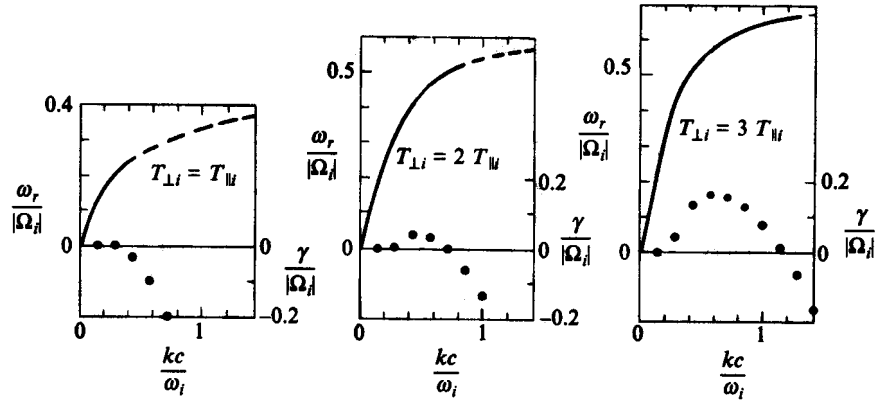 0.4
ω_r/|Ω_i|
0
T_⊥i = T_∥i
0
γ/|Ω_i|
-0.2
0 1
kc/ω_i
0.5
ω_r/|Ω_i|
0
T_⊥i = 2 T_∥i
0.2
0
γ/|Ω_i|
-0.2
0 1
kc/ω_i
0.5
ω_r/|Ω_i|
0
T_⊥i = 3 T_∥i
0.2
γ/|Ω_i|
0
0 1
kc/ω_i